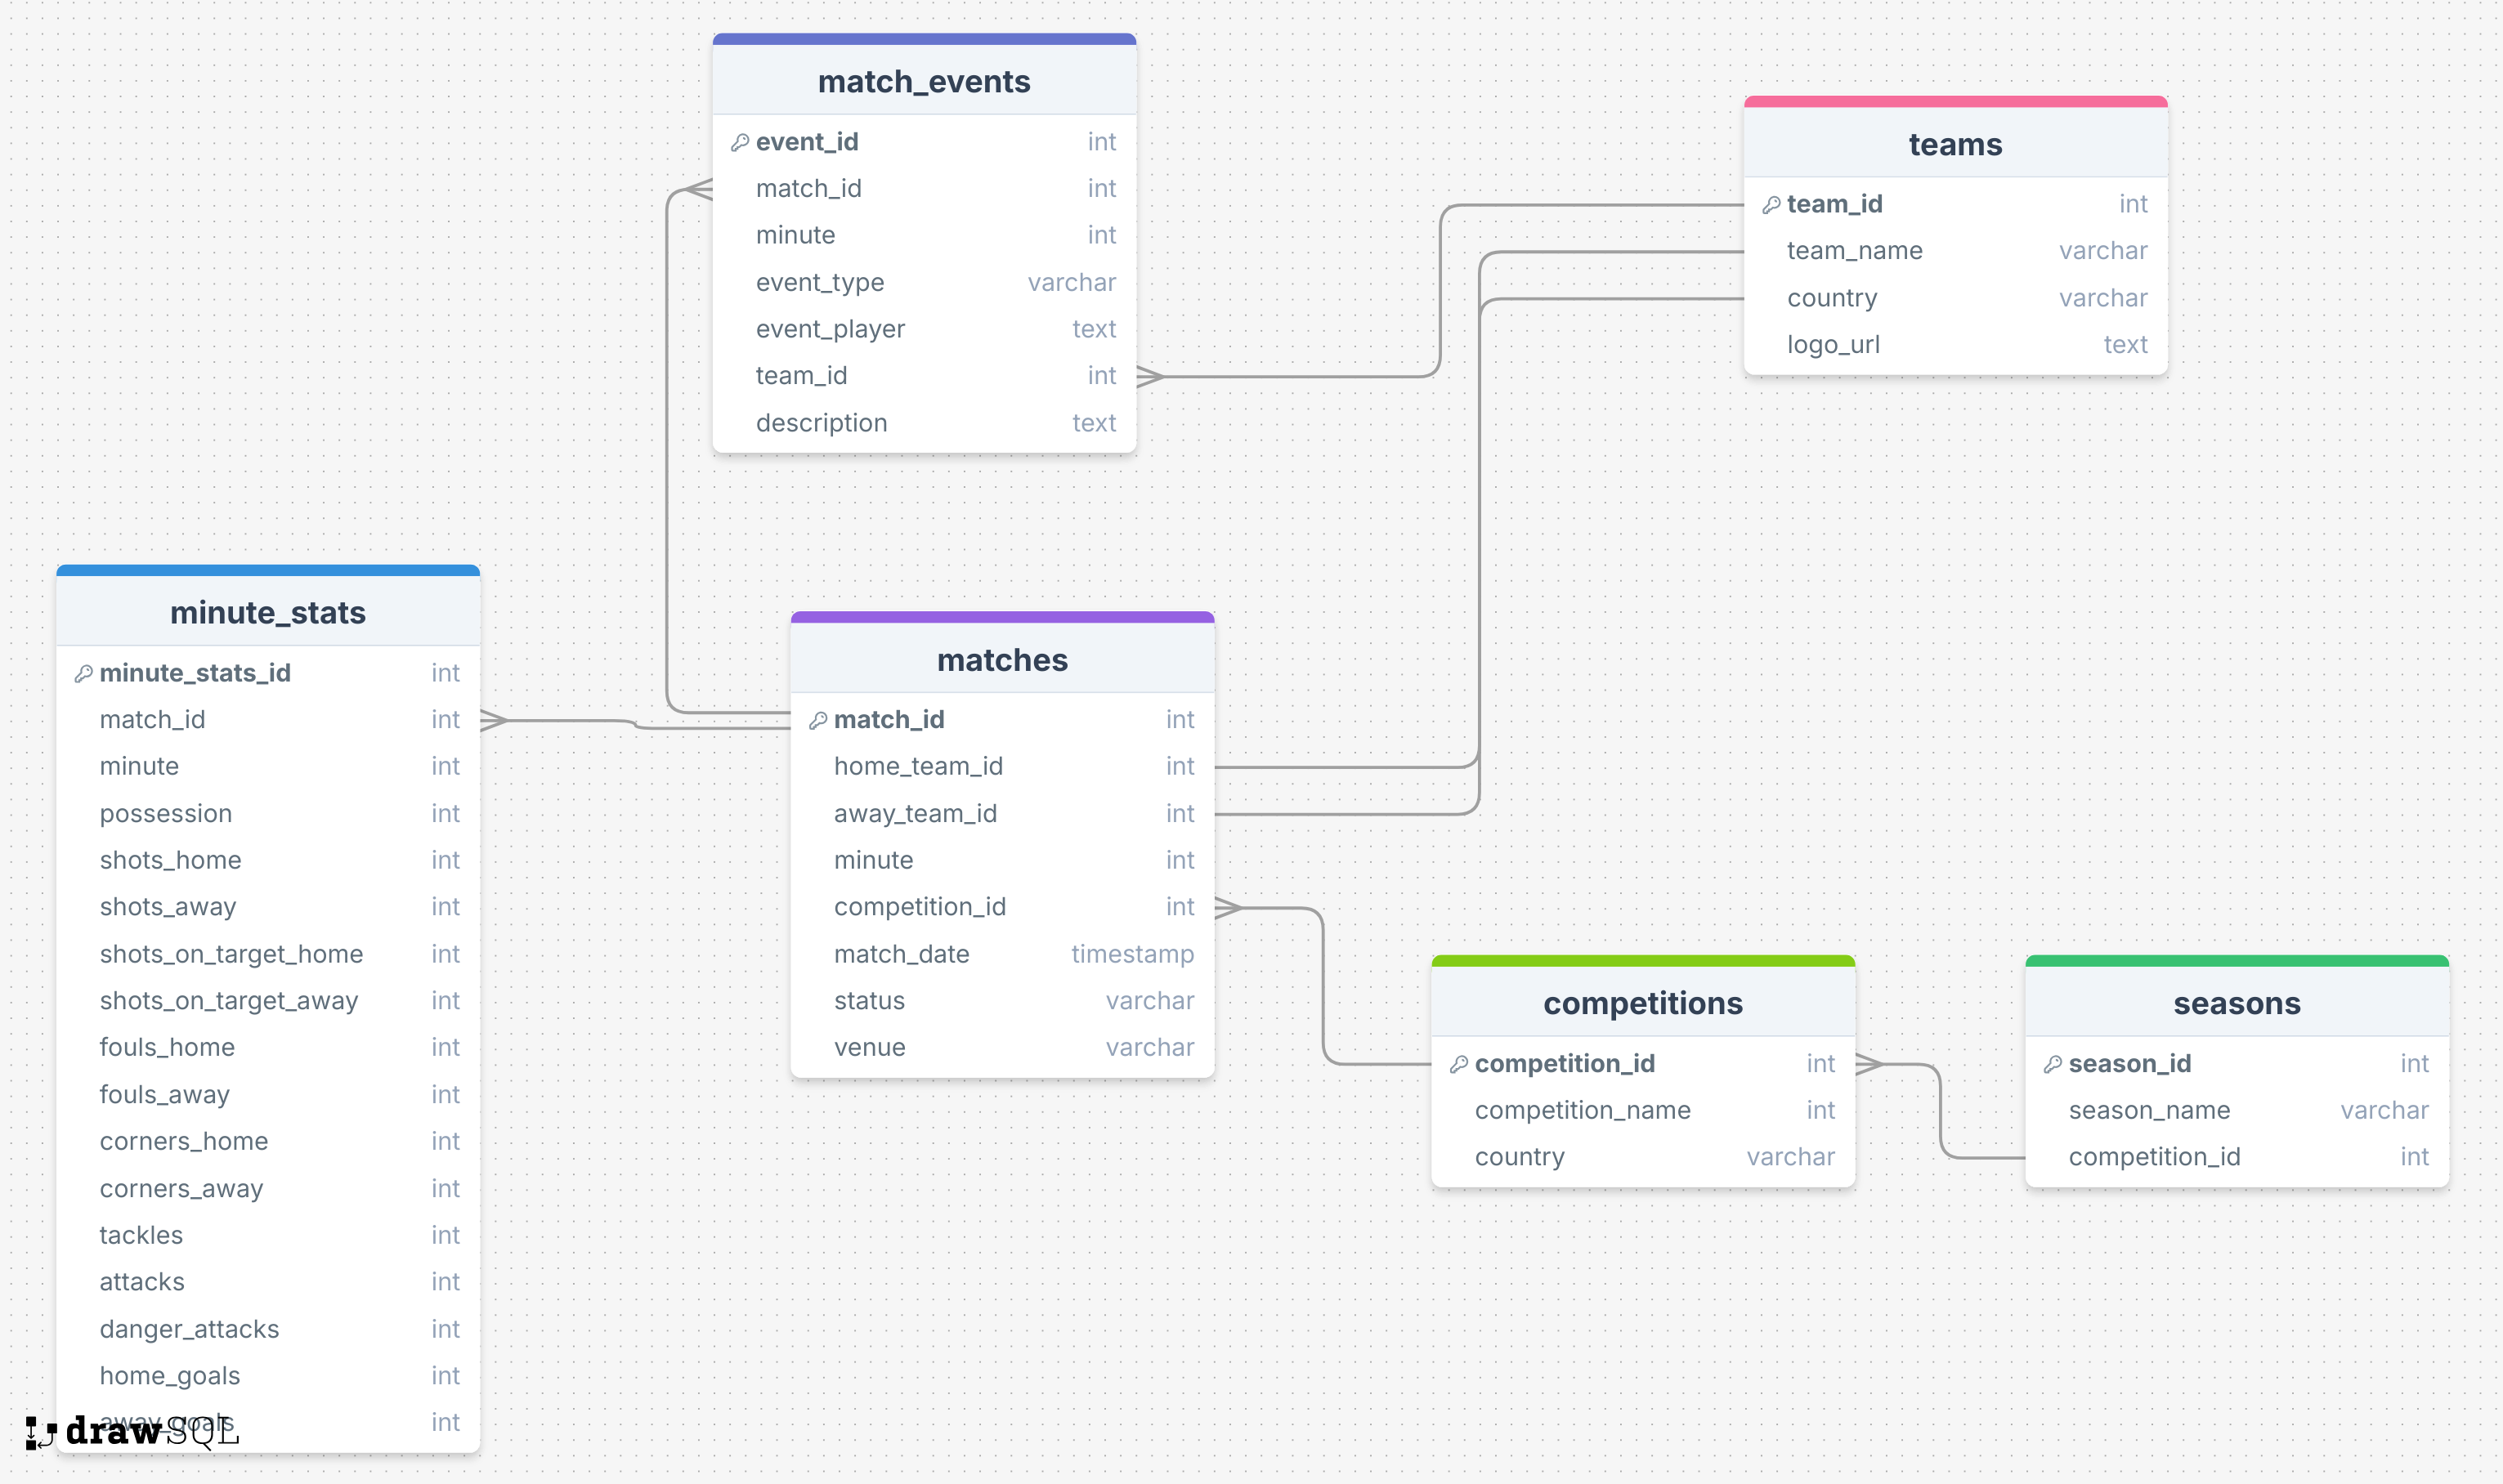 match_events
event_id int
match_id int
minute int
event_type varchar
event_player text
team_id int
description text
teams
team_id int
team_name varchar
country varchar
logo_url text
minute_stats
minute_stats_id int
match_id int
minute int
possession int
shots_home int
shots_away int
shots_on_target_home int
shots_on_target_away int
fouls_home int
fouls_away int
corners_home int
corners_away int
tackles int
attacks int
danger_attacks int
home_goals int
away_goals int
matches
match_id int
home_team_id int
away_team_id int
minute int
competition_id int
match_date timestamp
status varchar
venue varchar
competitions
competition_id int
competition_name int
country varchar
seasons
season_id int
season_name varchar
competition_id int
drawSQL